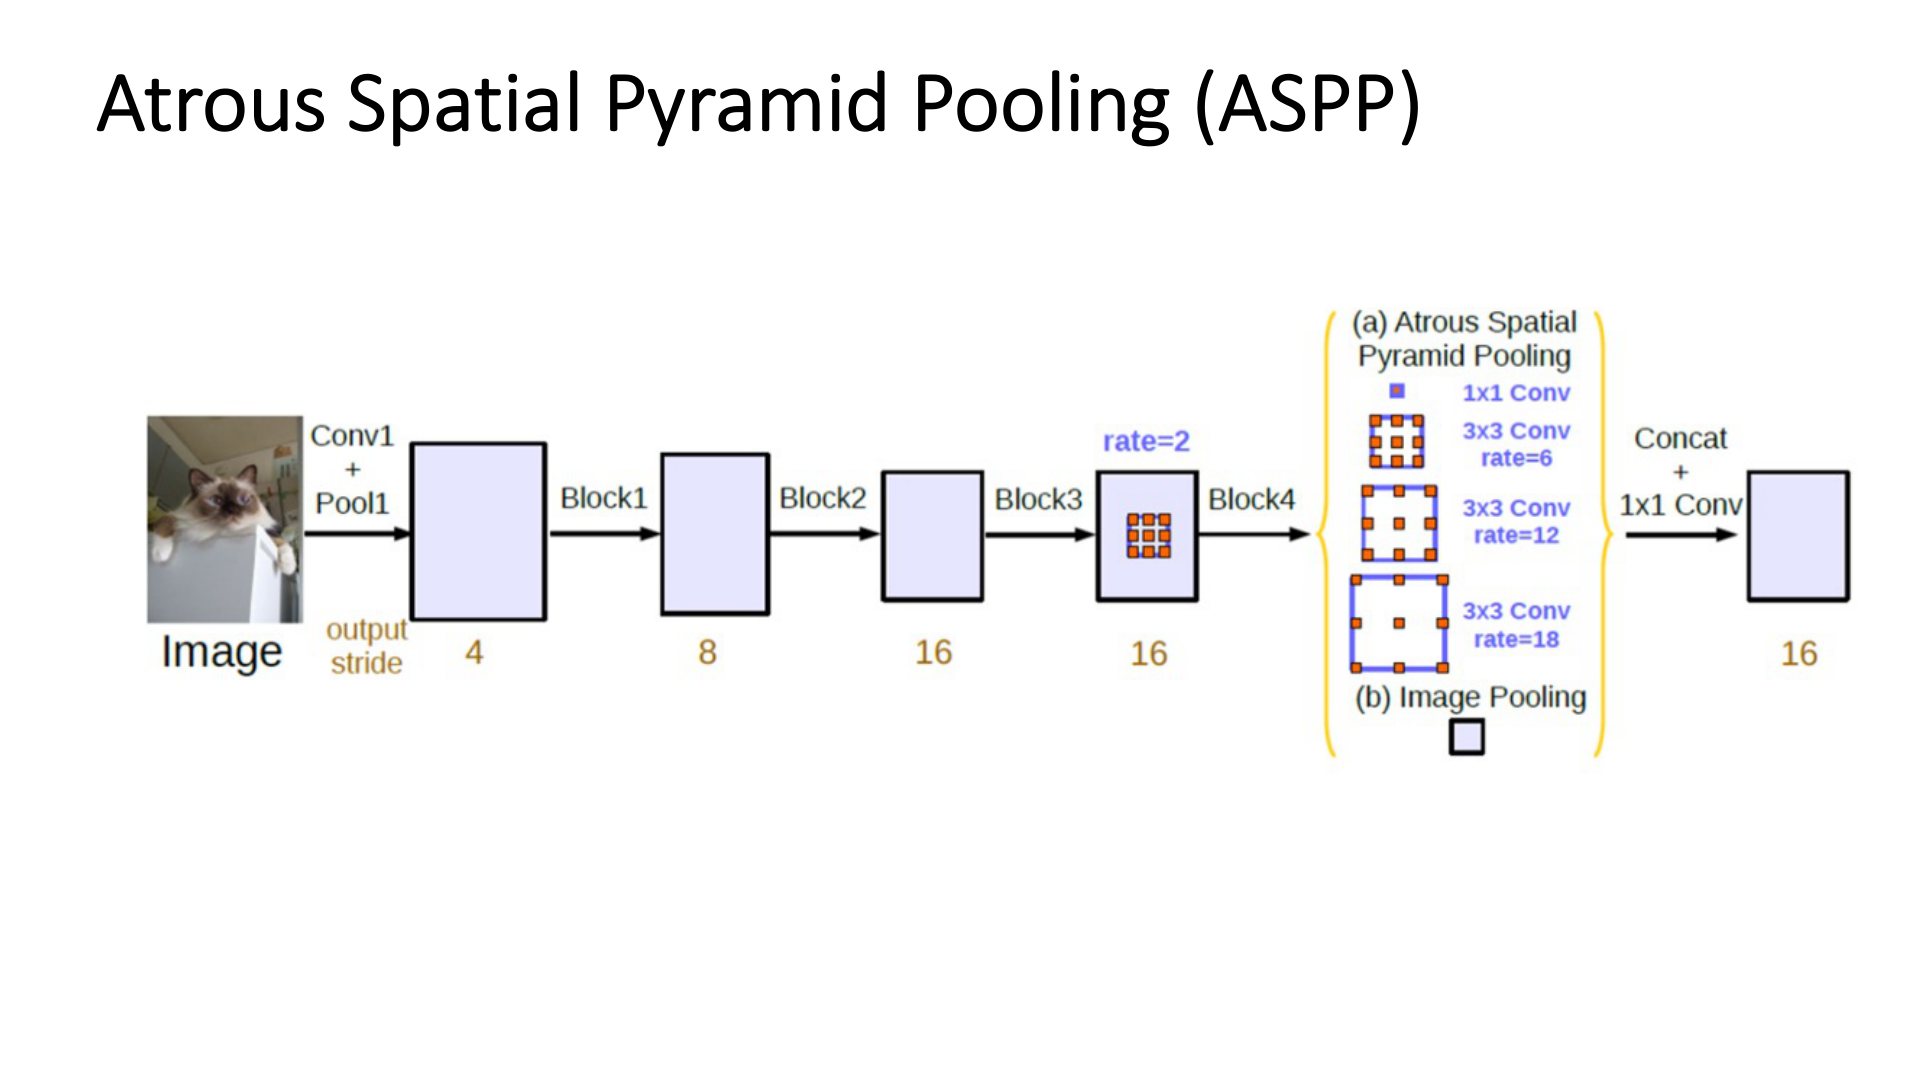 Atrous Spatial Pyramid Pooling (ASPP)
Image
Conv1
+
Pool1
output
stride
4
Block1
8
Block2
16
Block3
rate=2
16
Block4
(a) Atrous Spatial
Pyramid Pooling
1x1 Conv
3x3 Conv
rate=6
3x3 Conv
rate=12
3x3 Conv
rate=18
(b) Image Pooling
Concat
+
1x1 Conv
16